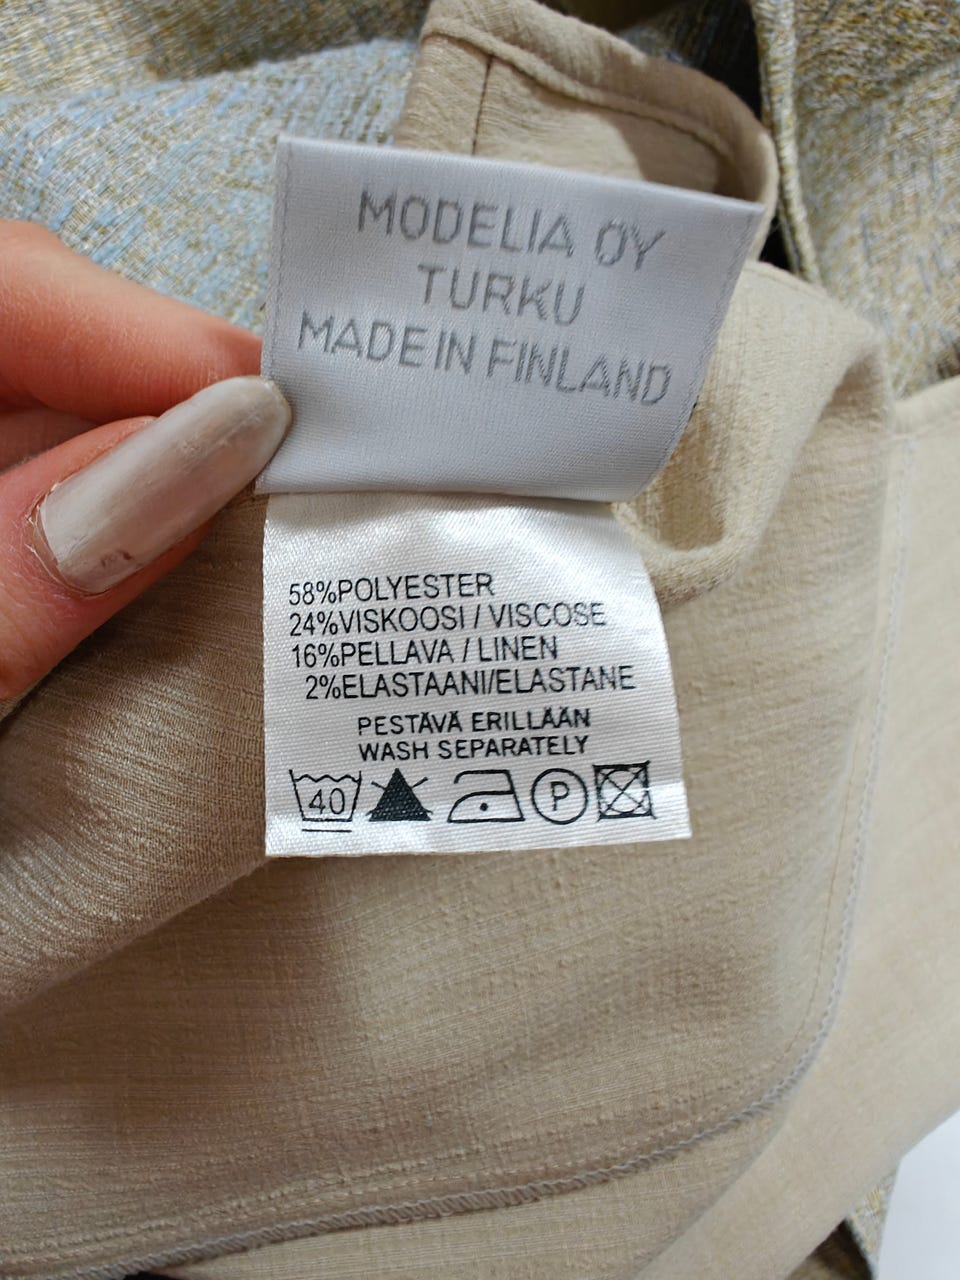 MODELIA OY
TURKU
MADE IN FINLAND
58%POLYESTER
24%VISKOOSI / VISCOSE
16%PELLAVA / LINEN
2%ELASTAANI/ELASTANE
PESTÄVÄ ERILLÄÄN
WASH SEPARATELY
40 P